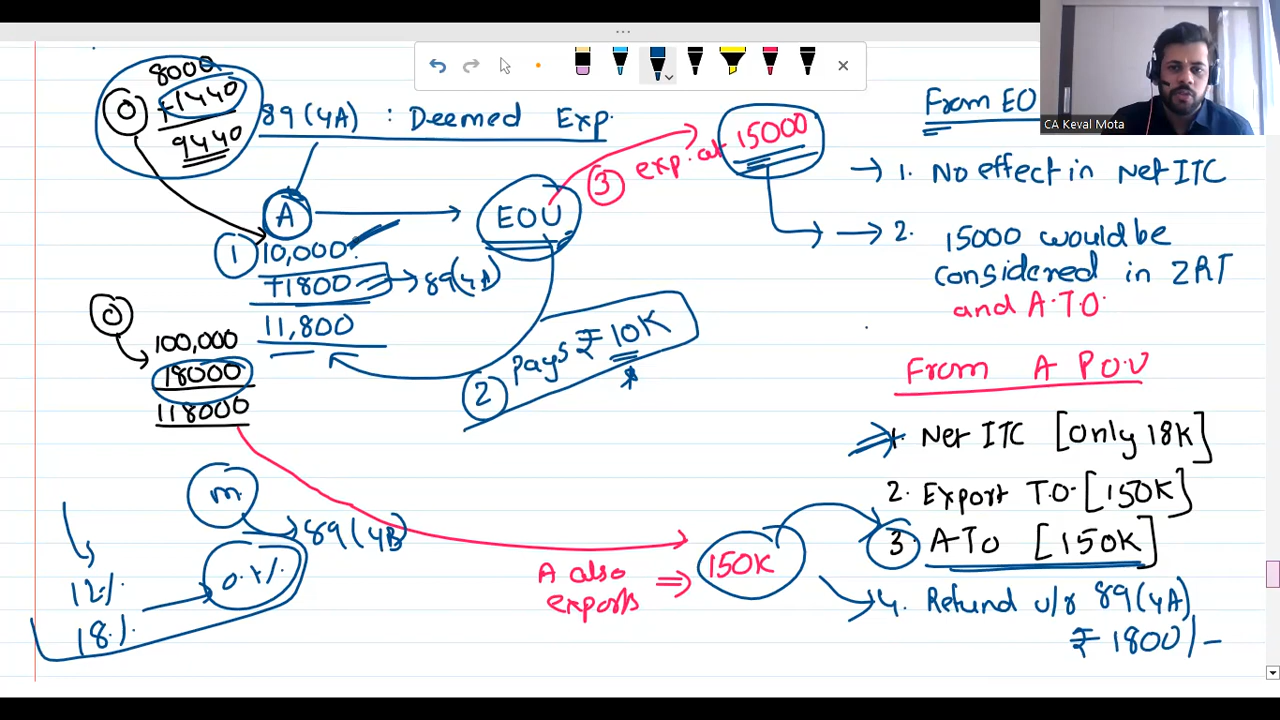 8000
+1440
9440
0
89(4A) : Deemed Exp.
A
EOU
③ exp. at 15000
① 10,000
+1800 → 89(4A)
11,800
② Pays ₹ 10K
0
100,000
18000
118000
m
89(4B)
0.1%
12%
18%
A also
exports
150K
From EO
CA Keval Mota
1. No effect in Net ITC
2. 15000 would be
considered in ZRT
and A.T.O.
From A P.O.V
1. Net ITC [Only 18K]
2. Export T.O. [150K]
3. ATO [150K]
4. Refund u/r 89(4A)
₹ 1800/-